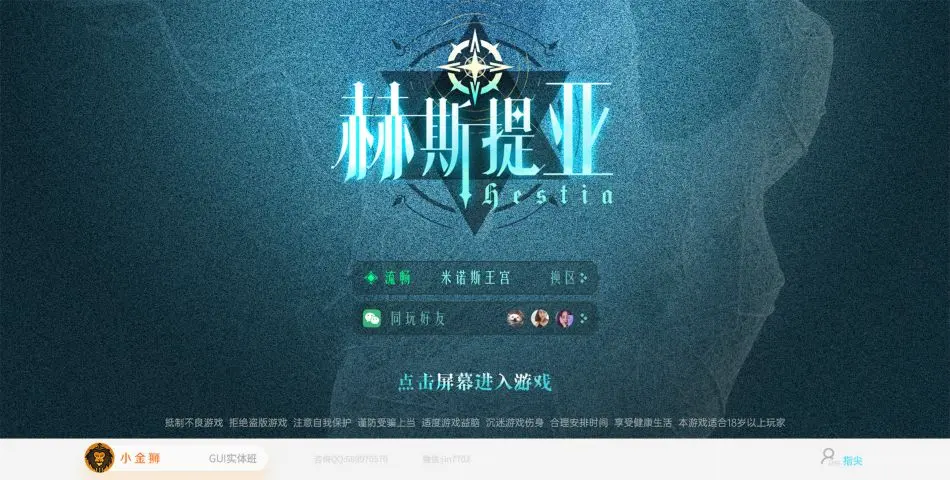 赫斯提亚
Hestia
流畅 米诺斯王宫 换区
同玩好友
点击屏幕进入游戏
抵制不良游戏 拒绝盗版游戏 注意自我保护 谨防受骗上当 适度游戏益脑 沉迷游戏伤身 合理安排时间 享受健康生活 本游戏适合18岁以上玩家
小金狮 GUI实体班 指尖